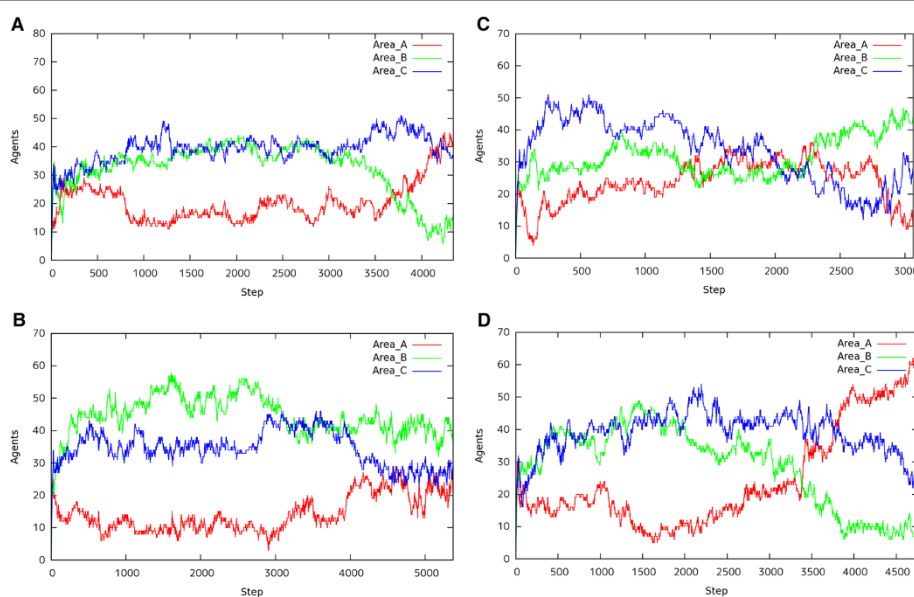 A
80
70
60
50
40
30
20
10
0
Agents
Area_A
Area_B
Area_C
0 500 1000 1500 2000 2500 3000 3500 4000
Step
C
70
60
50
40
30
20
10
0
Agents
Area_A
Area_B
Area_C
0 500 1000 1500 2000 2500 3000
Step
B
70
60
50
40
30
20
10
0
Agents
Area_A
Area_B
Area_C
0 1000 2000 3000 4000 5000
Step
D
70
60
50
40
30
20
10
0
Agents
Area_A
Area_B
Area_C
0 500 1000 1500 2000 2500 3000 3500 4000 4500
Step